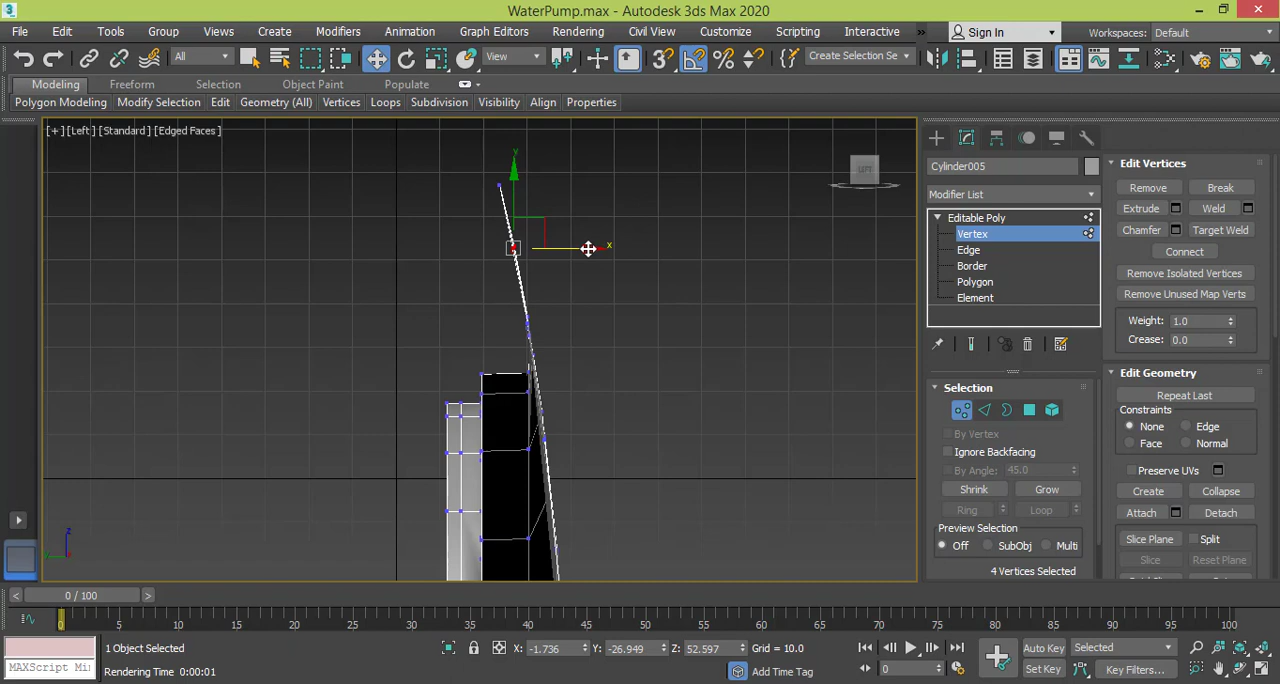 WaterPump.max - Autodesk 3ds Max 2020
File Edit Tools Group Views Create Modifiers Animation Graph Editors Rendering Civil View Customize Scripting Interactive Sign In Workspaces: Default
All View Create Selection Se
Modeling Freeform Selection Object Paint Populate
Polygon Modeling Modify Selection Edit Geometry (All) Vertices Loops Subdivision Visibility Align Properties
[+] [Left] [Standard] [Edged Faces]
y
x
z
Cylinder005
Modifier List
Editable Poly
Vertex
Edge
Border
Polygon
Element
Selection
By Vertex
Ignore Backfacing
By Angle: 45.0
Shrink Grow
Ring Loop
Preview Selection
Off SubObj Multi
4 Vertices Selected
Edit Vertices
Remove Break
Extrude Weld
Chamfer Target Weld
Connect
Remove Isolated Vertices
Remove Unused Map Verts
Weight: 1.0
Crease: 0.0
Edit Geometry
Repeat Last
Constraints
None Edge
Face Normal
Preserve UVs
Create Collapse
Attach Detach
Slice Plane Split
Slice Reset Plane
0 / 100
0 5 10 15 20 25 30 35 40 45 50 55 60 65 70 75 80 85 90 95 100
1 Object Selected X: -1.736 Y: -26.949 Z: 52.597 Grid = 10.0 Auto Key Selected
MAXScript Mi Rendering Time 0:00:01 Add Time Tag 0 Set Key Key Filters...